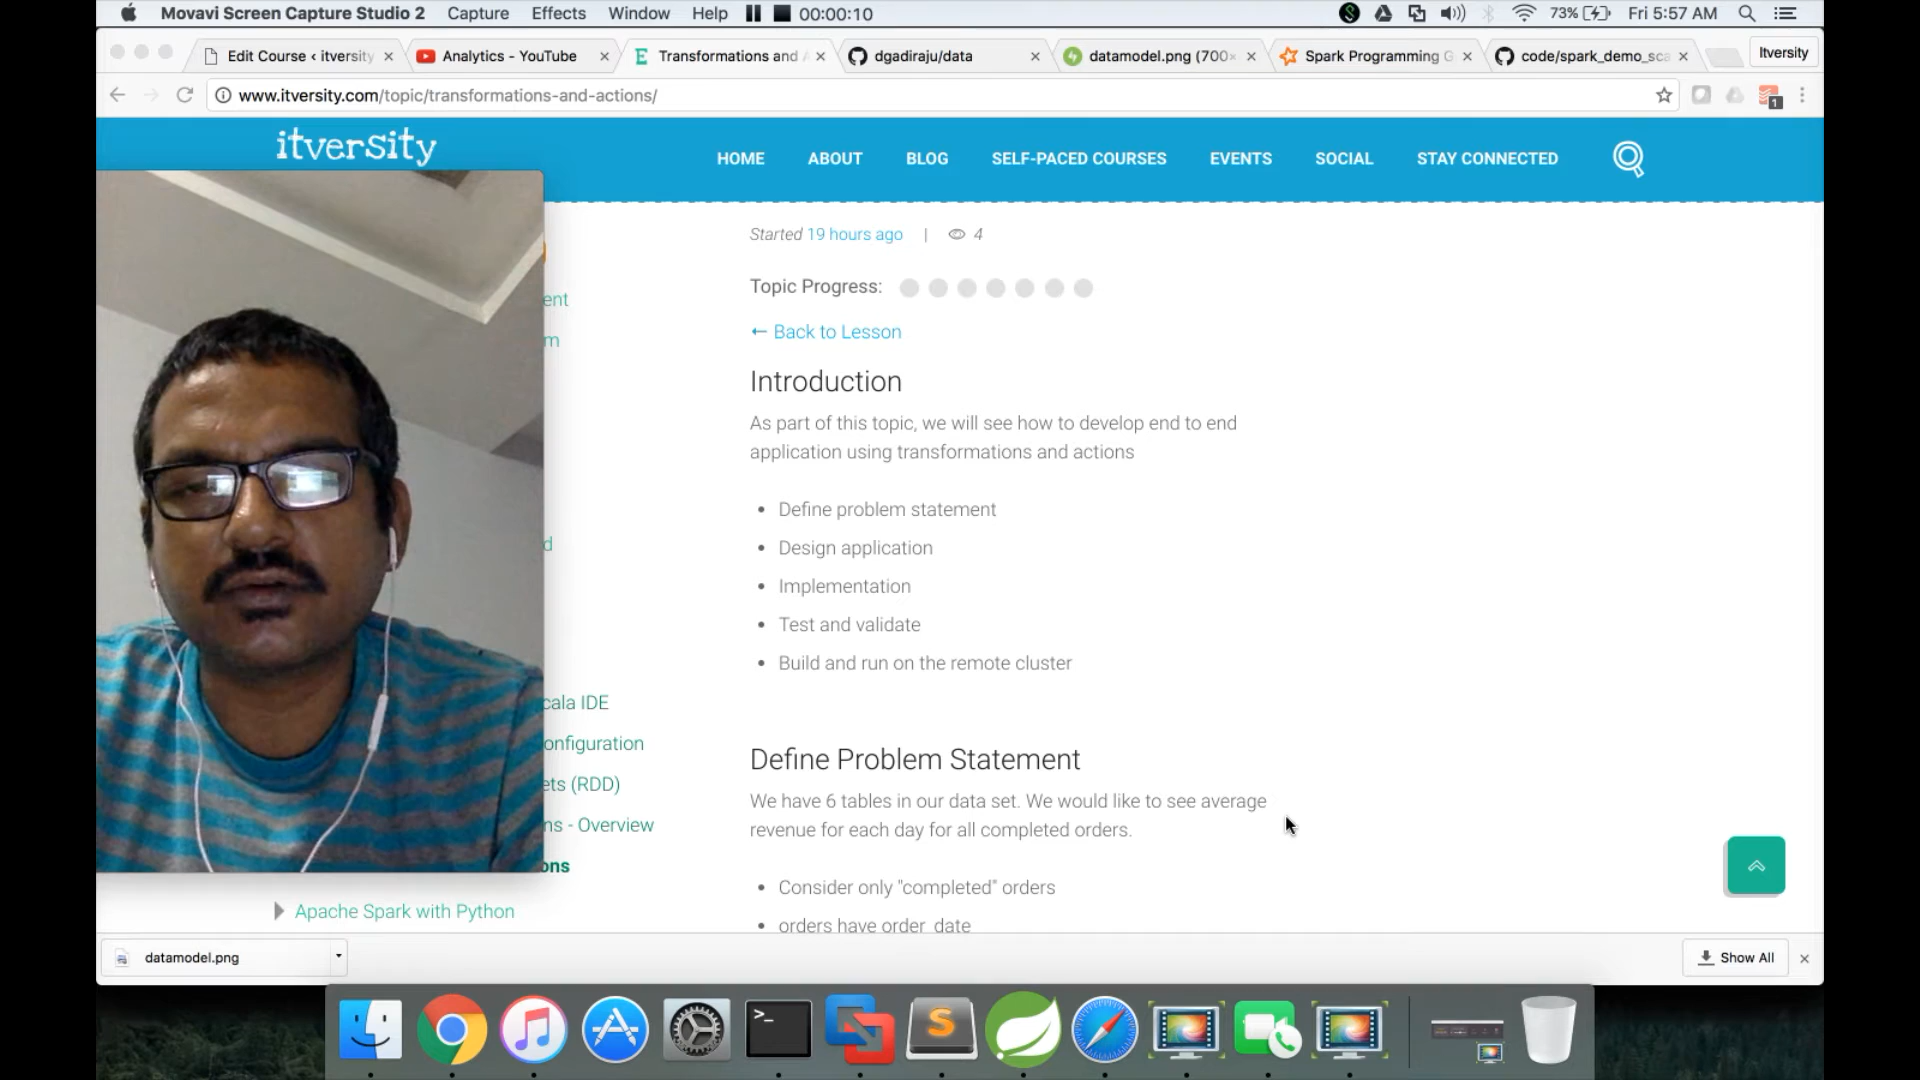 Movavi Screen Capture Studio 2 Capture Effects Window Help 00:00:10 73% Fri 5:57 AM
Edit Course ‹ itversity Analytics - YouTube Transformations and A dgadiraju/data datamodel.png (700× Spark Programming G code/spark_demo_sca Itversity
www.itversity.com/topic/transformations-and-actions/ 1
itversity
HOME ABOUT BLOG SELF-PACED COURSES EVENTS SOCIAL STAY CONNECTED
Started 19 hours ago | 4
Topic Progress:
← Back to Lesson
Introduction
As part of this topic, we will see how to develop end to end
application using transformations and actions
• Define problem statement
• Design application
• Implementation
• Test and validate
• Build and run on the remote cluster
Define Problem Statement
We have 6 tables in our data set. We would like to see average
revenue for each day for all completed orders.
• Consider only "completed" orders
• orders have order_date
ent
m
d
cala IDE
onfiguration
ets (RDD)
ns - Overview
ons
Apache Spark with Python
datamodel.png Show All